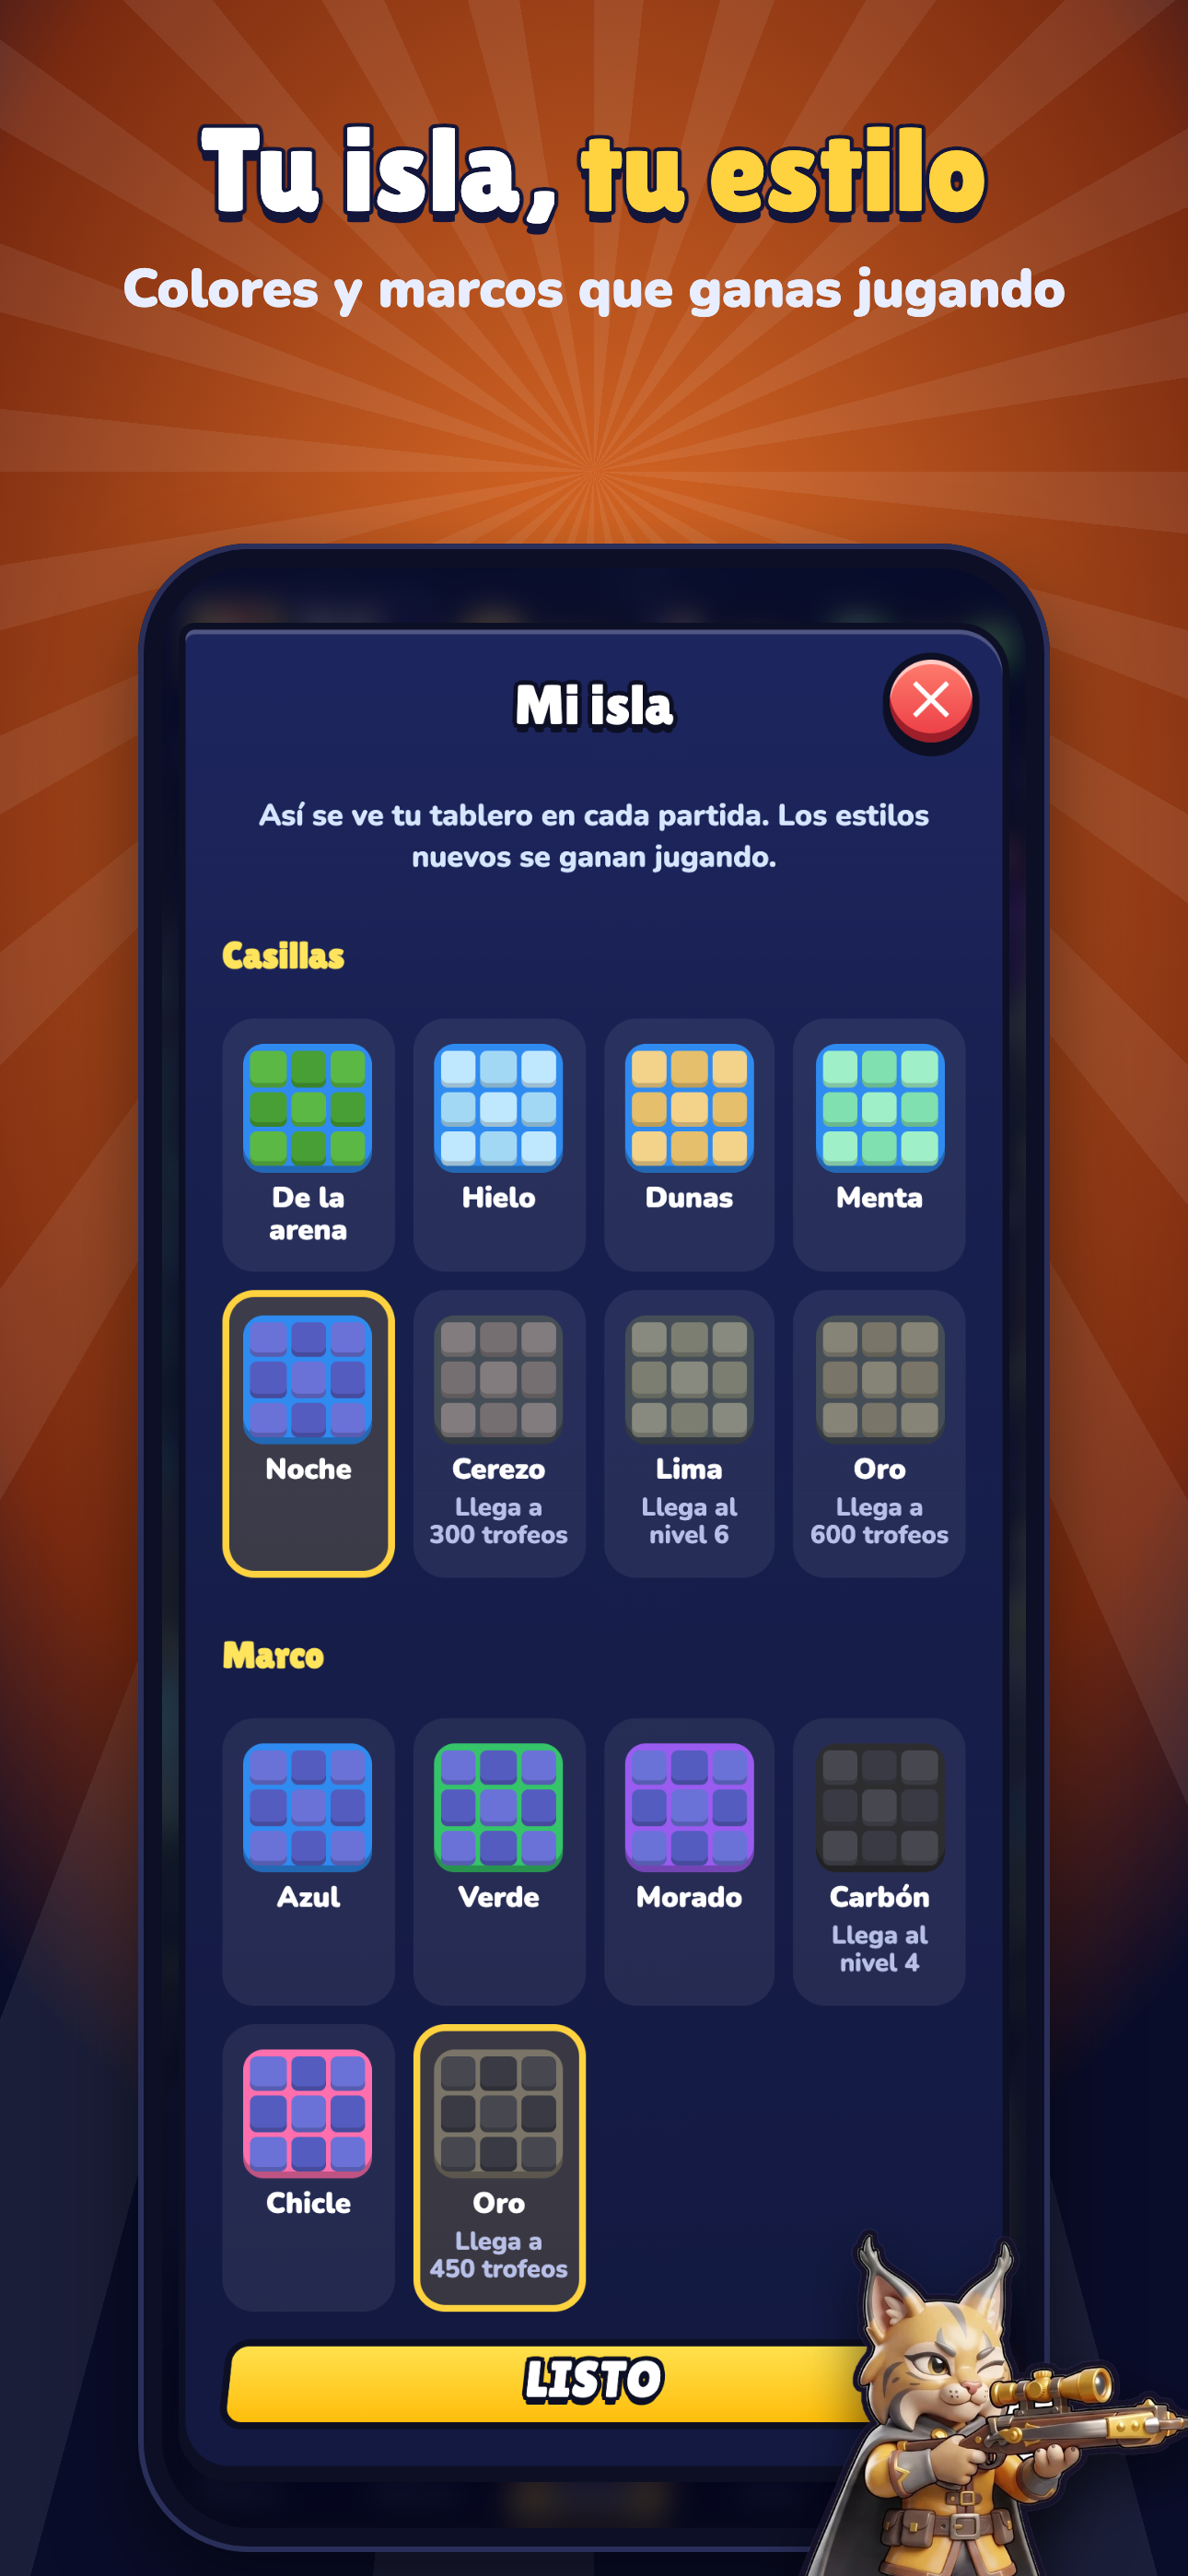 Tu isla, tu estilo
Colores y marcos que ganas jugando
Mi isla
Así se ve tu tablero en cada partida. Los estilos
nuevos se ganan jugando.
Casillas
De la
arena
Hielo
Dunas
Menta
Noche
Cerezo
Llega a
300 trofeos
Lima
Llega al
nivel 6
Oro
Llega a
600 trofeos
Marco
Azul
Verde
Morado
Carbón
Llega al
nivel 4
Chicle
Oro
Llega a
450 trofeos
LISTO